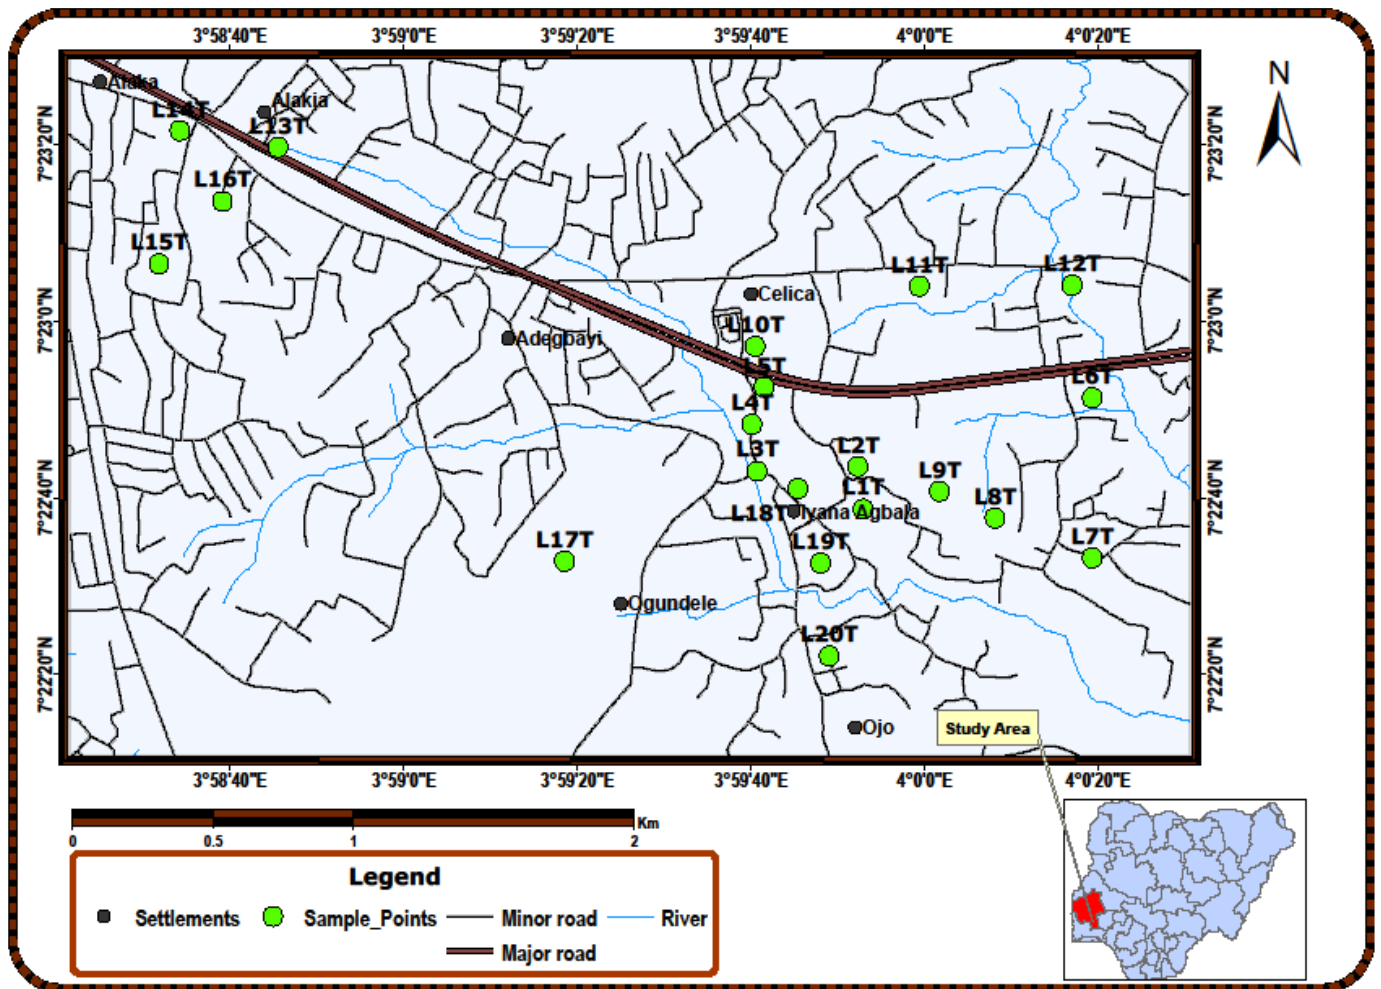 3°58'40"E 3°59'0"E 3°59'20"E 3°59'40"E 4°0'0"E 4°0'20"E
N
Alaka
Alakia
L14T
L13T
7°23'20"N
7°23'20"N
L16T
L15T
L11T
L12T
Celica
7°23'0"N
7°23'0"N
L10T
Adegbayi
L5T
L6T
L4T
L3T
L2T
L9T
L1T
L8T
7°22'40"N
7°22'40"N
L18T
Iyana Agbala
L17T
L19T
L7T
Ogundele
L20T
7°22'20"N
7°22'20"N
Ojo
Study Area
3°58'40"E 3°59'0"E 3°59'20"E 3°59'40"E 4°0'0"E 4°0'20"E
Km
0 0.5 1 2
Legend
Settlements Sample_Points Minor road River
Major road